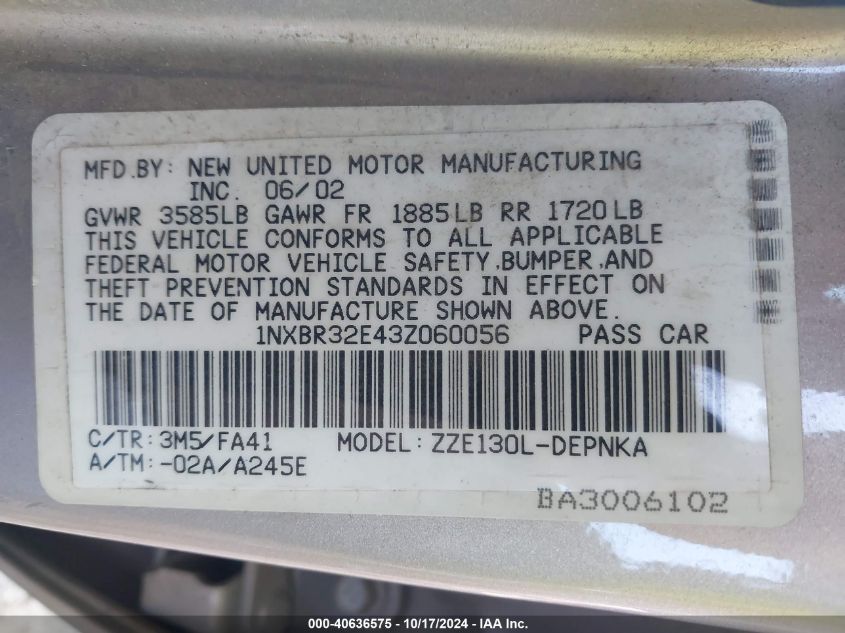 MFD.BY: NEW UNITED MOTOR MANUFACTURING
INC. 06/02
GVWR 3585LB GAWR FR 1885LB RR 1720LB
THIS VEHICLE CONFORMS TO ALL APPLICABLE
FEDERAL MOTOR VEHICLE SAFETY,BUMPER,AND
THEFT PREVENTION STANDARDS IN EFFECT ON
THE DATE OF MANUFACTURE SHOWN ABOVE.
1NXBR32E43Z060056 PASS CAR
C/TR: 3M5/FA41 MODEL: ZZE130L-DEPNKA
A/TM: -02A/A245E
BA3006102
000-40636575 - 10/17/2024 - IAA Inc.